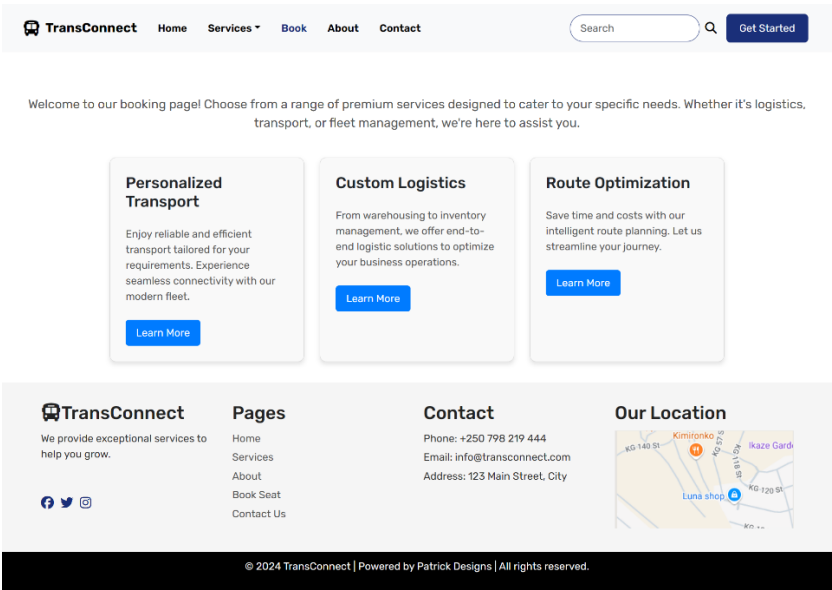 TransConnect Home Services Book About Contact Search Get Started
Welcome to our booking page! Choose from a range of premium services designed to cater to your specific needs. Whether it's logistics,
transport, or fleet management, we're here to assist you.
Personalized
Transport
Enjoy reliable and efficient
transport tailored for your
requirements. Experience
seamless connectivity with our
modern fleet.
Learn More
Custom Logistics
From warehousing to inventory
management, we offer end-to-
end logistic solutions to optimize
your business operations.
Learn More
Route Optimization
Save time and costs with our
intelligent route planning. Let us
streamline your journey.
Learn More
TransConnect
We provide exceptional services to
help you grow.
Pages
Home
Services
About
Book Seat
Contact Us
Contact
Phone: +250 798 219 444
Email: info@transconnect.com
Address: 123 Main Street, City
Our Location
Kimironko
KG 140 St
KG 57 S
KG 118 St
Ikaze Gard
KG 120 St
Luna shop
© 2024 TransConnect | Powered by Patrick Designs | All rights reserved.